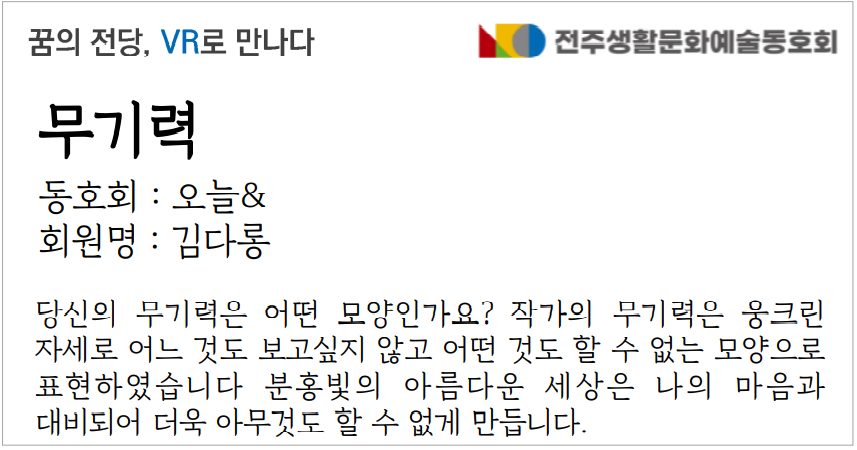 꿈의 전당, VR로 만나다
전주생활문화예술동호회
무기력
동호회 : 오늘&
회원명 : 김다롱
당신의 무기력은 어떤 모양인가요? 작가의 무기력은 웅크린
자세로 어느 것도 보고싶지 않고 어떤 것도 할 수 없는 모양으로
표현하였습니다 분홍빛의 아름다운 세상은 나의 마음과
대비되어 더욱 아무것도 할 수 없게 만듭니다.